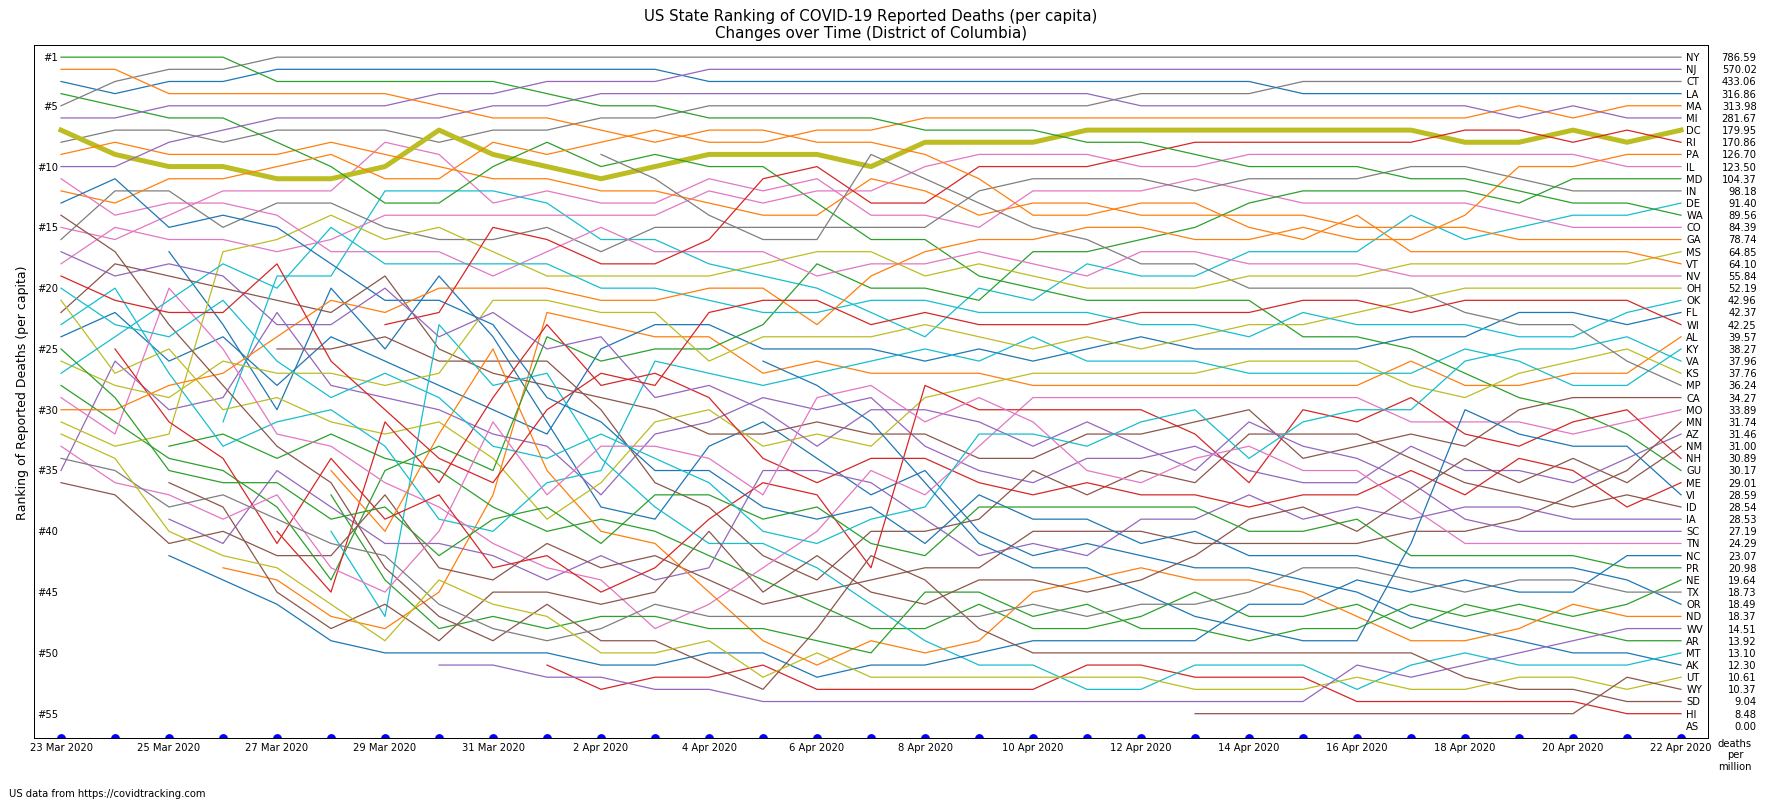 US State Ranking of COVID-19 Reported Deaths (per capita)
Changes over Time (District of Columbia)
Ranking of Reported Deaths (per capita)
#1
#5
#10
#15
#20
#25
#30
#35
#40
#45
#50
#55
NY 786.59
NJ 570.02
CT 433.06
LA 316.86
MA 313.98
MI 281.67
DC 179.95
RI 170.86
PA 126.70
IL 123.50
MD 104.37
IN 98.18
DE 91.40
WA 89.56
CO 84.39
GA 78.74
MS 64.85
VT 64.10
NV 55.84
OH 52.19
OK 42.96
FL 42.37
WI 42.25
AL 39.57
KY 38.27
VA 37.96
KS 37.76
MP 36.24
CA 34.27
MO 33.89
MN 31.74
AZ 31.46
NM 31.00
NH 30.89
GU 30.17
ME 29.01
VI 28.59
ID 28.54
IA 28.53
SC 27.19
TN 24.29
NC 23.07
PR 20.98
NE 19.64
TX 18.73
OR 18.49
ND 18.37
WV 14.51
AR 13.92
MT 13.10
AK 12.30
UT 10.61
WY 10.37
SD 9.04
HI 8.48
AS 0.00
23 Mar 2020 25 Mar 2020 27 Mar 2020 29 Mar 2020 31 Mar 2020 2 Apr 2020 4 Apr 2020 6 Apr 2020 8 Apr 2020 10 Apr 2020 12 Apr 2020 14 Apr 2020 16 Apr 2020 18 Apr 2020 20 Apr 2020 22 Apr 2020
deaths
per
million
US data from https://covidtracking.com